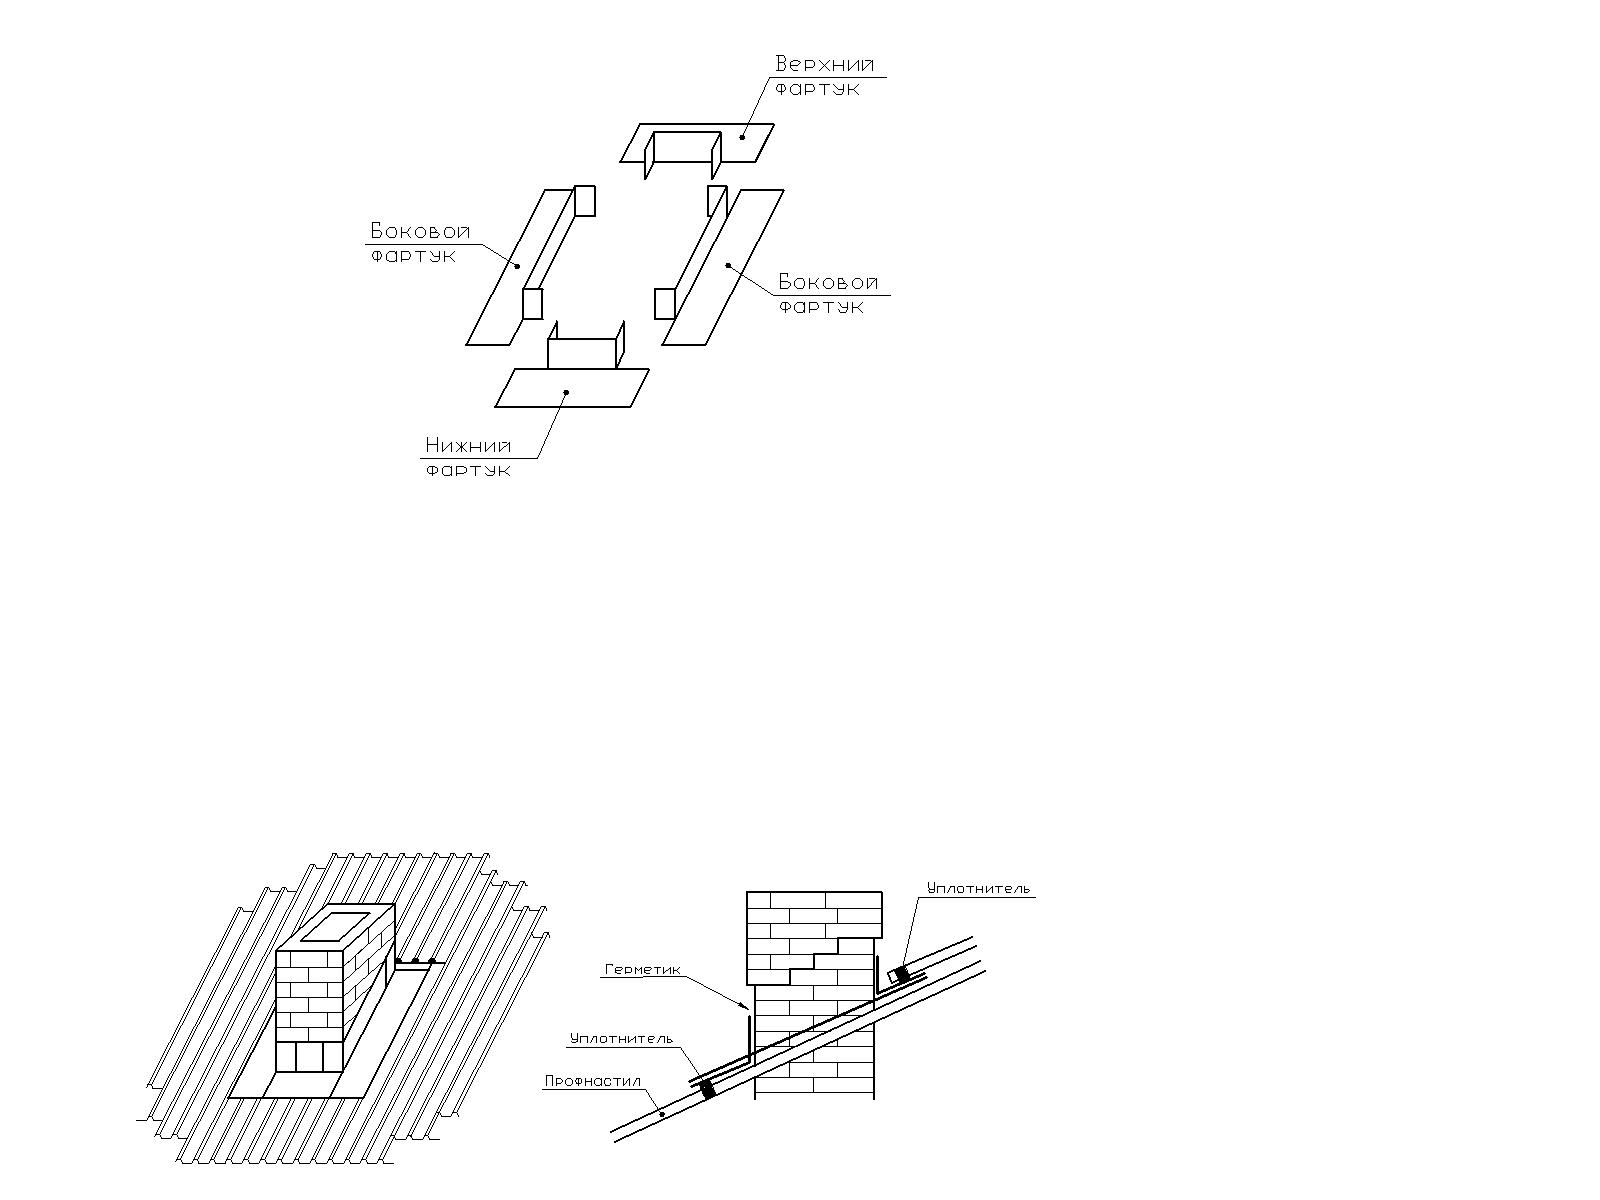 Верхний
фартук
Боковой
фартук
Боковой
фартук
Нижний
фартук
Уплотнитель
Герметик
Уплотнитель
Профнастил